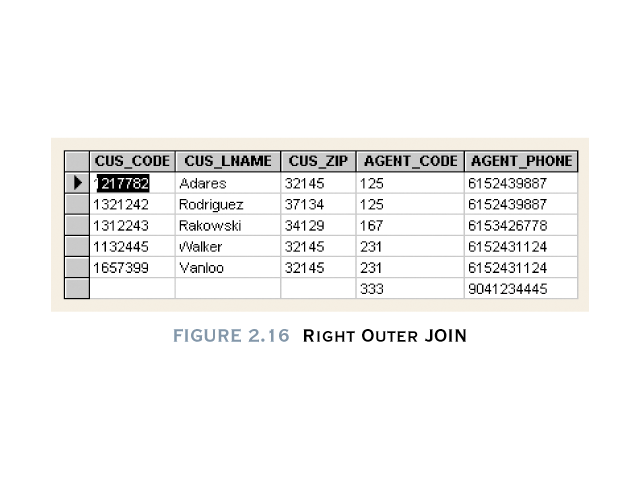 CUS_CODE CUS_LNAME CUS_ZIP AGENT_CODE AGENT_PHONE
1217782 Adares 32145 125 6152439887
1321242 Rodriguez 37134 125 6152439887
1312243 Rakowski 34129 167 6153426778
1132445 Walker 32145 231 6152431124
1657399 Vanloo 32145 231 6152431124
333 9041234445
FIGURE 2.16 RIGHT OUTER JOIN